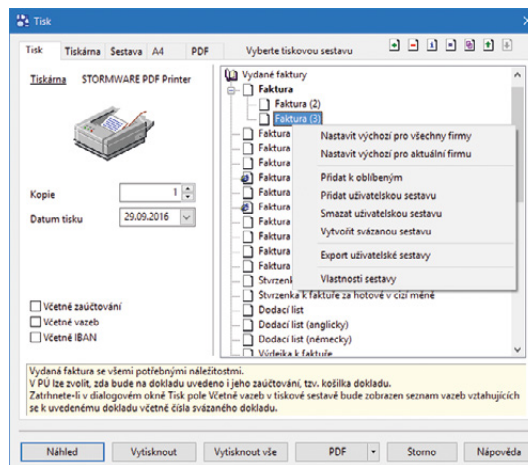 Tisk
Tisk Tiskárna Sestava A4 PDF Vyberte tiskovou sestavu
Tiskárna STORMWARE PDF Printer
Kopie 1
Datum tisku 29.09.2016
Včetně zaúčtování
Včetně vazeb
Včetně IBAN
Vydané faktury
Faktura
Faktura (2)
Faktura (3)
Faktura
Faktura
Faktura
Faktura
Faktura
Faktura
Faktura
Faktura
Faktura
Faktura
Stvrzenk
Stvrzenka k faktuře za hotové v cizí měně
Dodací list
Dodací list (anglicky)
Dodací list (německy)
Výdejka k faktuře
Nastavit výchozí pro všechny firmy
Nastavit výchozí pro aktuální firmu
Přidat k oblíbeným
Přidat uživatelskou sestavu
Smazat uživatelskou sestavu
Vytvořit svázanou sestavu
Export uživatelské sestavy
Vlastnosti sestavy
Vydaná faktura se všemi potřebnými náležitostmi.
V PÚ lze zvolit, zda bude na dokladu uvedeno i jeho zaúčtování, tzv. košilka dokladu.
Zatrhnete-li v dialogovém okně Tisk pole Včetně vazeb v tiskové sestavě bude zobrazen seznam vazeb vztahujících
se k uvedenému dokladu včetně čísla svázaného dokladu.
Náhled Vytisknout Vytisknout vše PDF Storno Nápověda